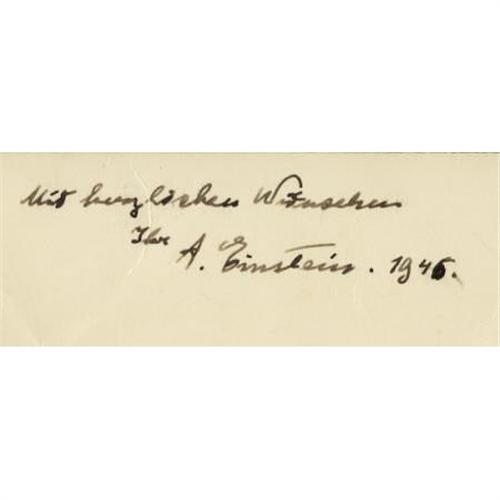 Mit herzlichen Wünschen
Ihr
A. Einstein. 1946.